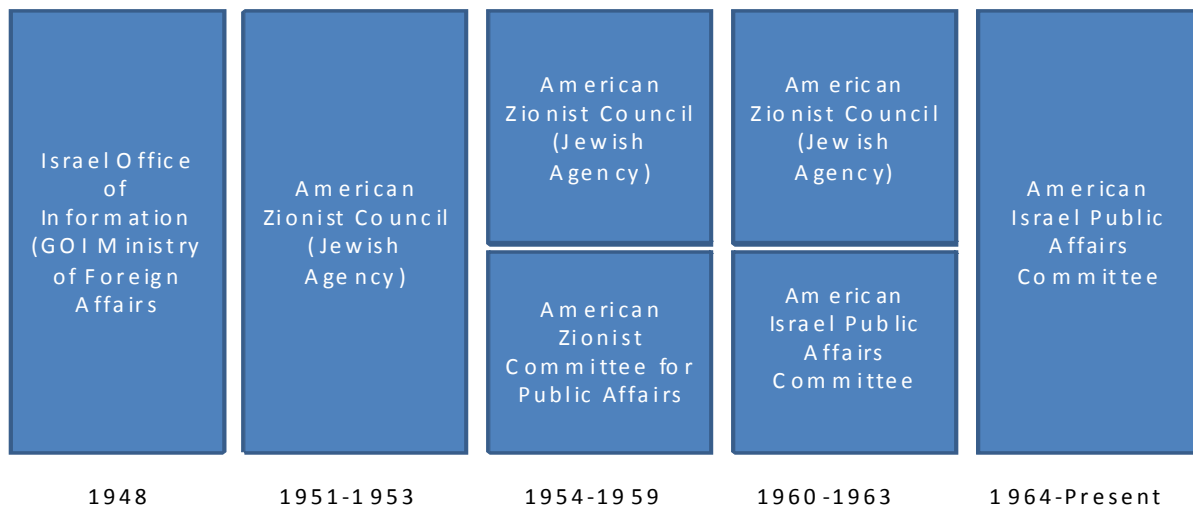 Israel Office
of
Information
(GOI Ministry
of Foreign
Affairs
American
Zionist Council
(Jewish
Agency)
American
Zionist Council
(Jewish
Agency)
American
Zionist
Committee for
Public Affairs
American
Zionist Council
(Jewish
Agency)
American
Israel Public
Affairs
Committee
American
Israel Public
Affairs
Committee
1948
1951-1953
1954-1959
1960-1963
1964-Present